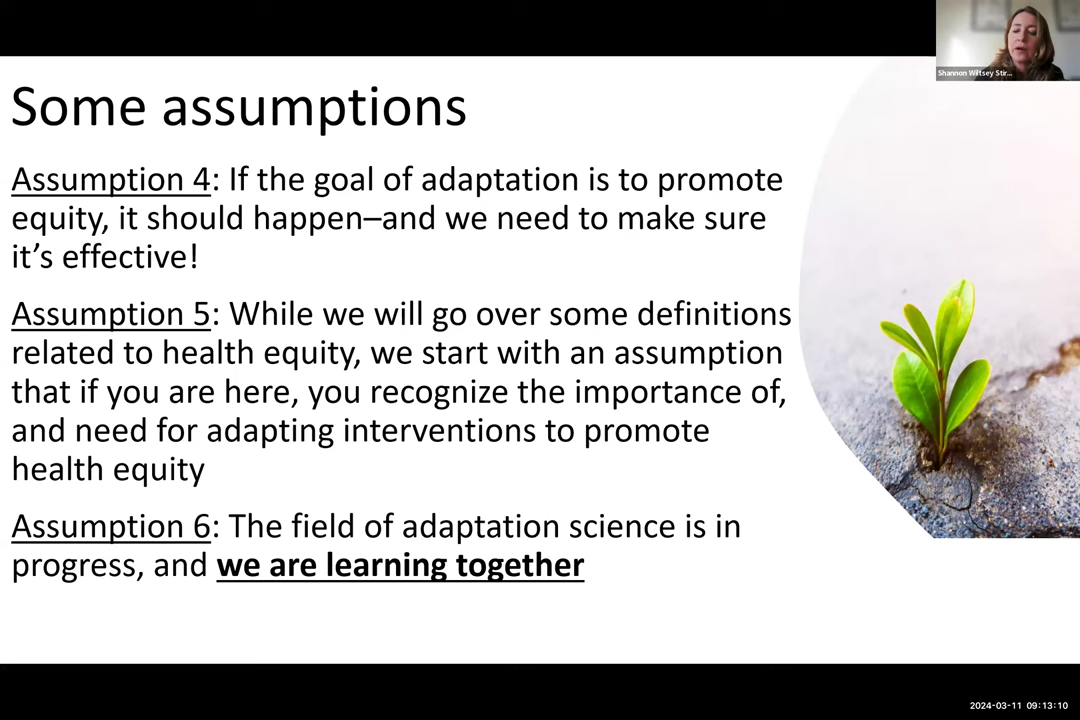 Shannon Wiltsey Stir...
Some assumptions
Assumption 4: If the goal of adaptation is to promote
equity, it should happen–and we need to make sure
it’s effective!
Assumption 5: While we will go over some definitions
related to health equity, we start with an assumption
that if you are here, you recognize the importance of,
and need for adapting interventions to promote
health equity
Assumption 6: The field of adaptation science is in
progress, and we are learning together
2024-03-11 09:13:10